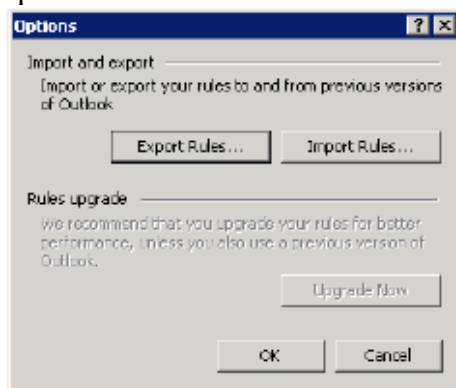 Options
Import and export
Import or export your rules to and from previous versions
of Outlook
Export Rules...
Import Rules...
Rules upgrade
We recommend that you upgrade your rules for better
performance, unless you also use a previous version of
Outlook.
Upgrade Now
OK
Cancel